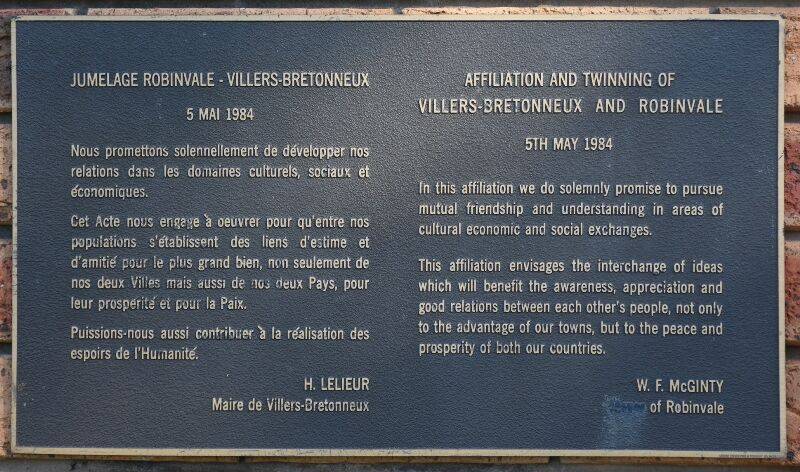 JUMELAGE ROBINVALE - VILLERS-BRETONNEUX
5 MAI 1984
Nous promettons solennellement de développer nos
relations dans les domaines culturels, sociaux et
économiques.
Cet Acte nous engage à oeuvrer pour qu'entre nos
populations s'établissent des liens d'estime et
d'amitié pour le plus grand bien, non seulement de
nos deux Villes mais aussi de nos deux Pays, pour
leur prospérité et pour la Paix.
Puissions-nous aussi contribuer à la réalisation des
espoirs de l'Humanité.
H. LELIEUR
Maire de Villers-Bretonneux
AFFILIATION AND TWINNING OF
VILLERS-BRETONNEUX AND ROBINVALE
5TH MAY 1984
In this affiliation we do solemnly promise to pursue
mutual friendship and understanding in areas of
cultural economic and social exchanges.
This affiliation envisages the interchange of ideas
which will benefit the awareness, appreciation and
good relations between each other's people, not only
to the advantage of our towns, but to the peace and
prosperity of both our countries.
W. F. McGINTY
of Robinvale